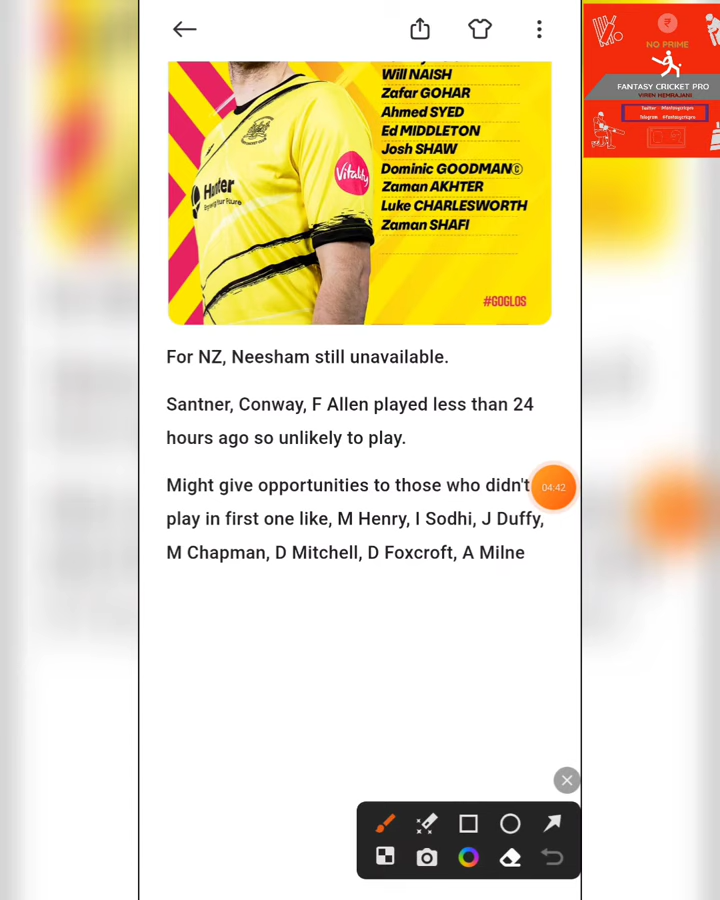 NO PRIME
FANTASY CRICKET PRO
VIREN HEMRAJANI
Will NAISH
Zafar GOHAR
Ahmed SYED
Ed MIDDLETON
Josh SHAW
Dominic GOODMAN©
Zaman AKHTER
Luke CHARLESWORTH
Zaman SHAFI
Vitality
#GOGLOS
For NZ, Neesham still unavailable.
Santner, Conway, F Allen played less than 24
hours ago so unlikely to play.
Might give opportunities to those who didn't
04:42
play in first one like, M Henry, I Sodhi, J Duffy,
M Chapman, D Mitchell, D Foxcroft, A Milne